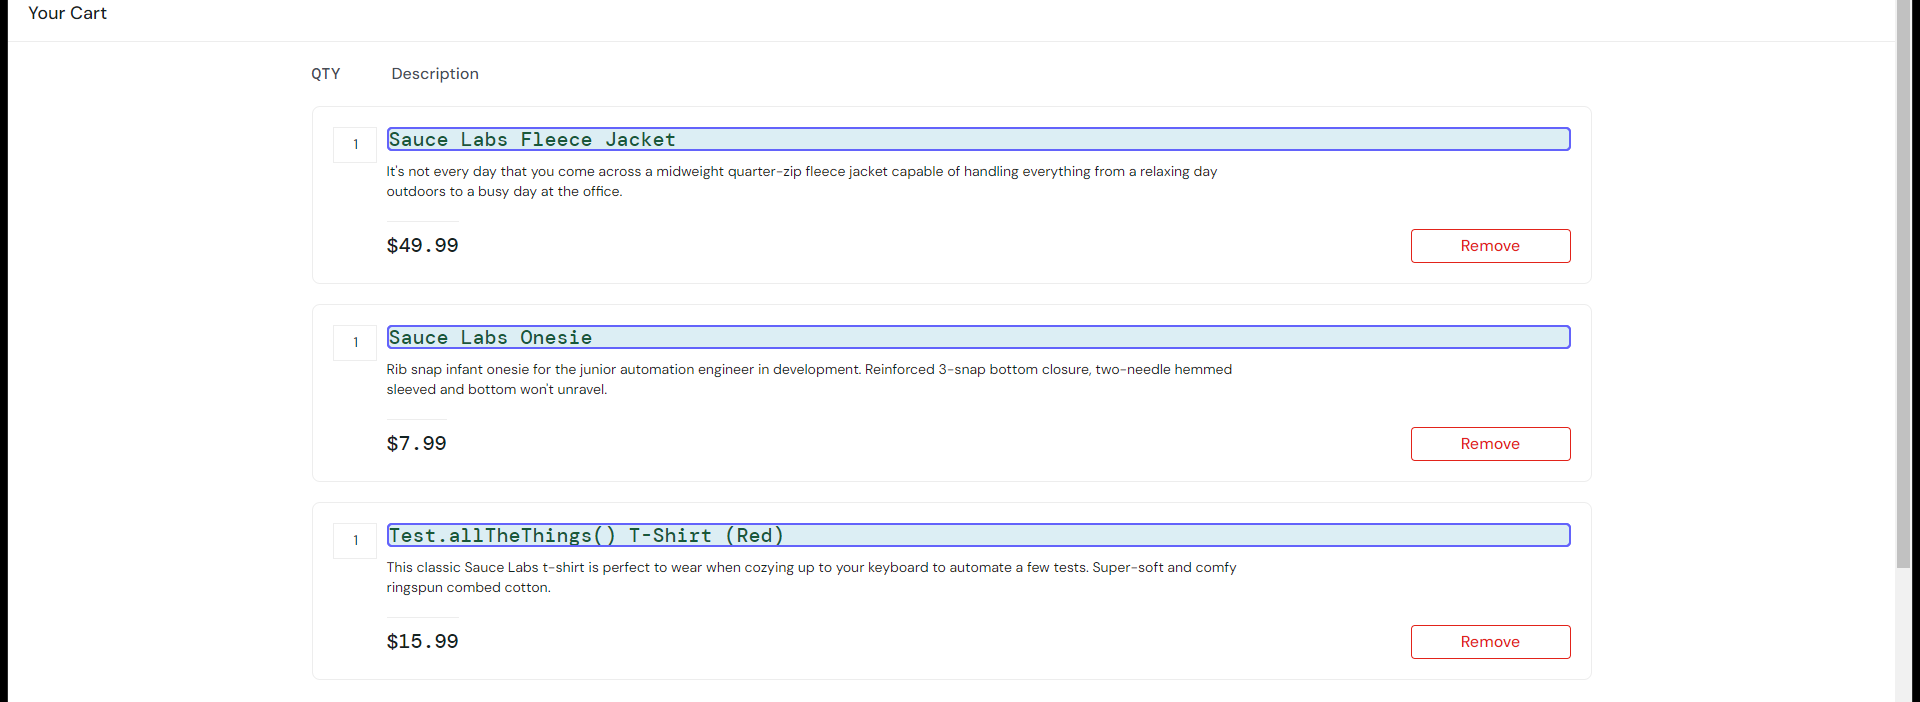 Your Cart
QTY Description
1 Sauce Labs Fleece Jacket
It's not every day that you come across a midweight quarter-zip fleece jacket capable of handling everything from a relaxing day
outdoors to a busy day at the office.
$49.99 Remove
1 Sauce Labs Onesie
Rib snap infant onesie for the junior automation engineer in development. Reinforced 3-snap bottom closure, two-needle hemmed
sleeved and bottom won't unravel.
$7.99 Remove
1 Test.allTheThings() T-Shirt (Red)
This classic Sauce Labs t-shirt is perfect to wear when cozying up to your keyboard to automate a few tests. Super-soft and comfy
ringspun combed cotton.
$15.99 Remove